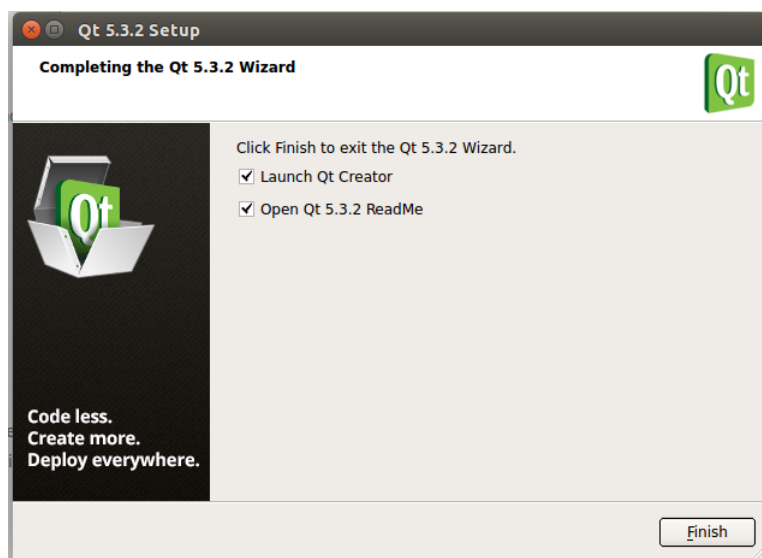 Qt 5.3.2 Setup
Completing the Qt 5.3.2 Wizard
Qt
Click Finish to exit the Qt 5.3.2 Wizard.
Launch Qt Creator
Open Qt 5.3.2 ReadMe
Qt
Code less.
Create more.
Deploy everywhere.
Finish